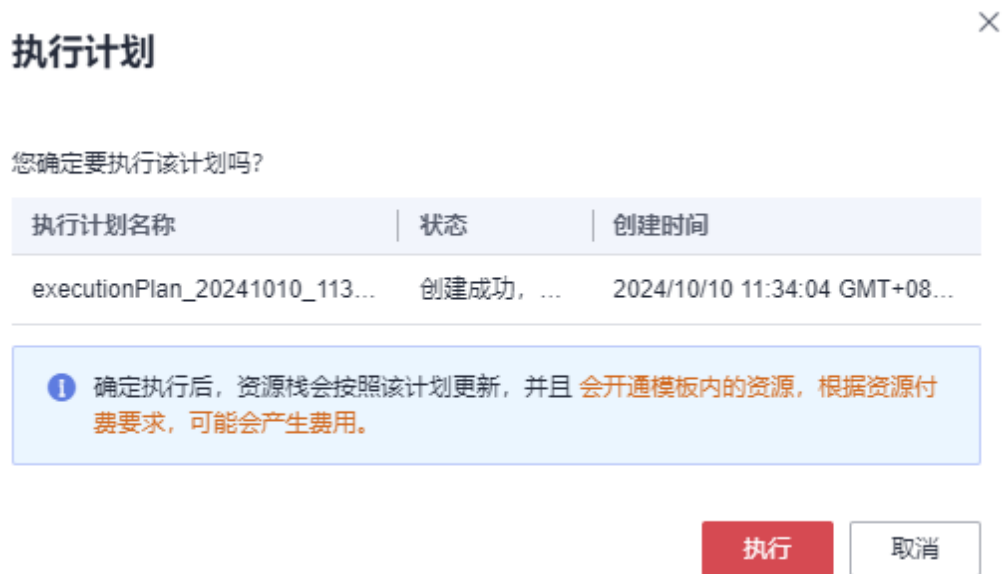 执行计划
您确定要执行该计划吗?
执行计划名称 状态 创建时间
executionPlan_20241010_113... 创建成功，... 2024/10/10 11:34:04 GMT+08...
确定执行后，资源栈会按照该计划更新，并且 会开通模板内的资源，根据资源付
费要求，可能会产生费用。
执行 取消